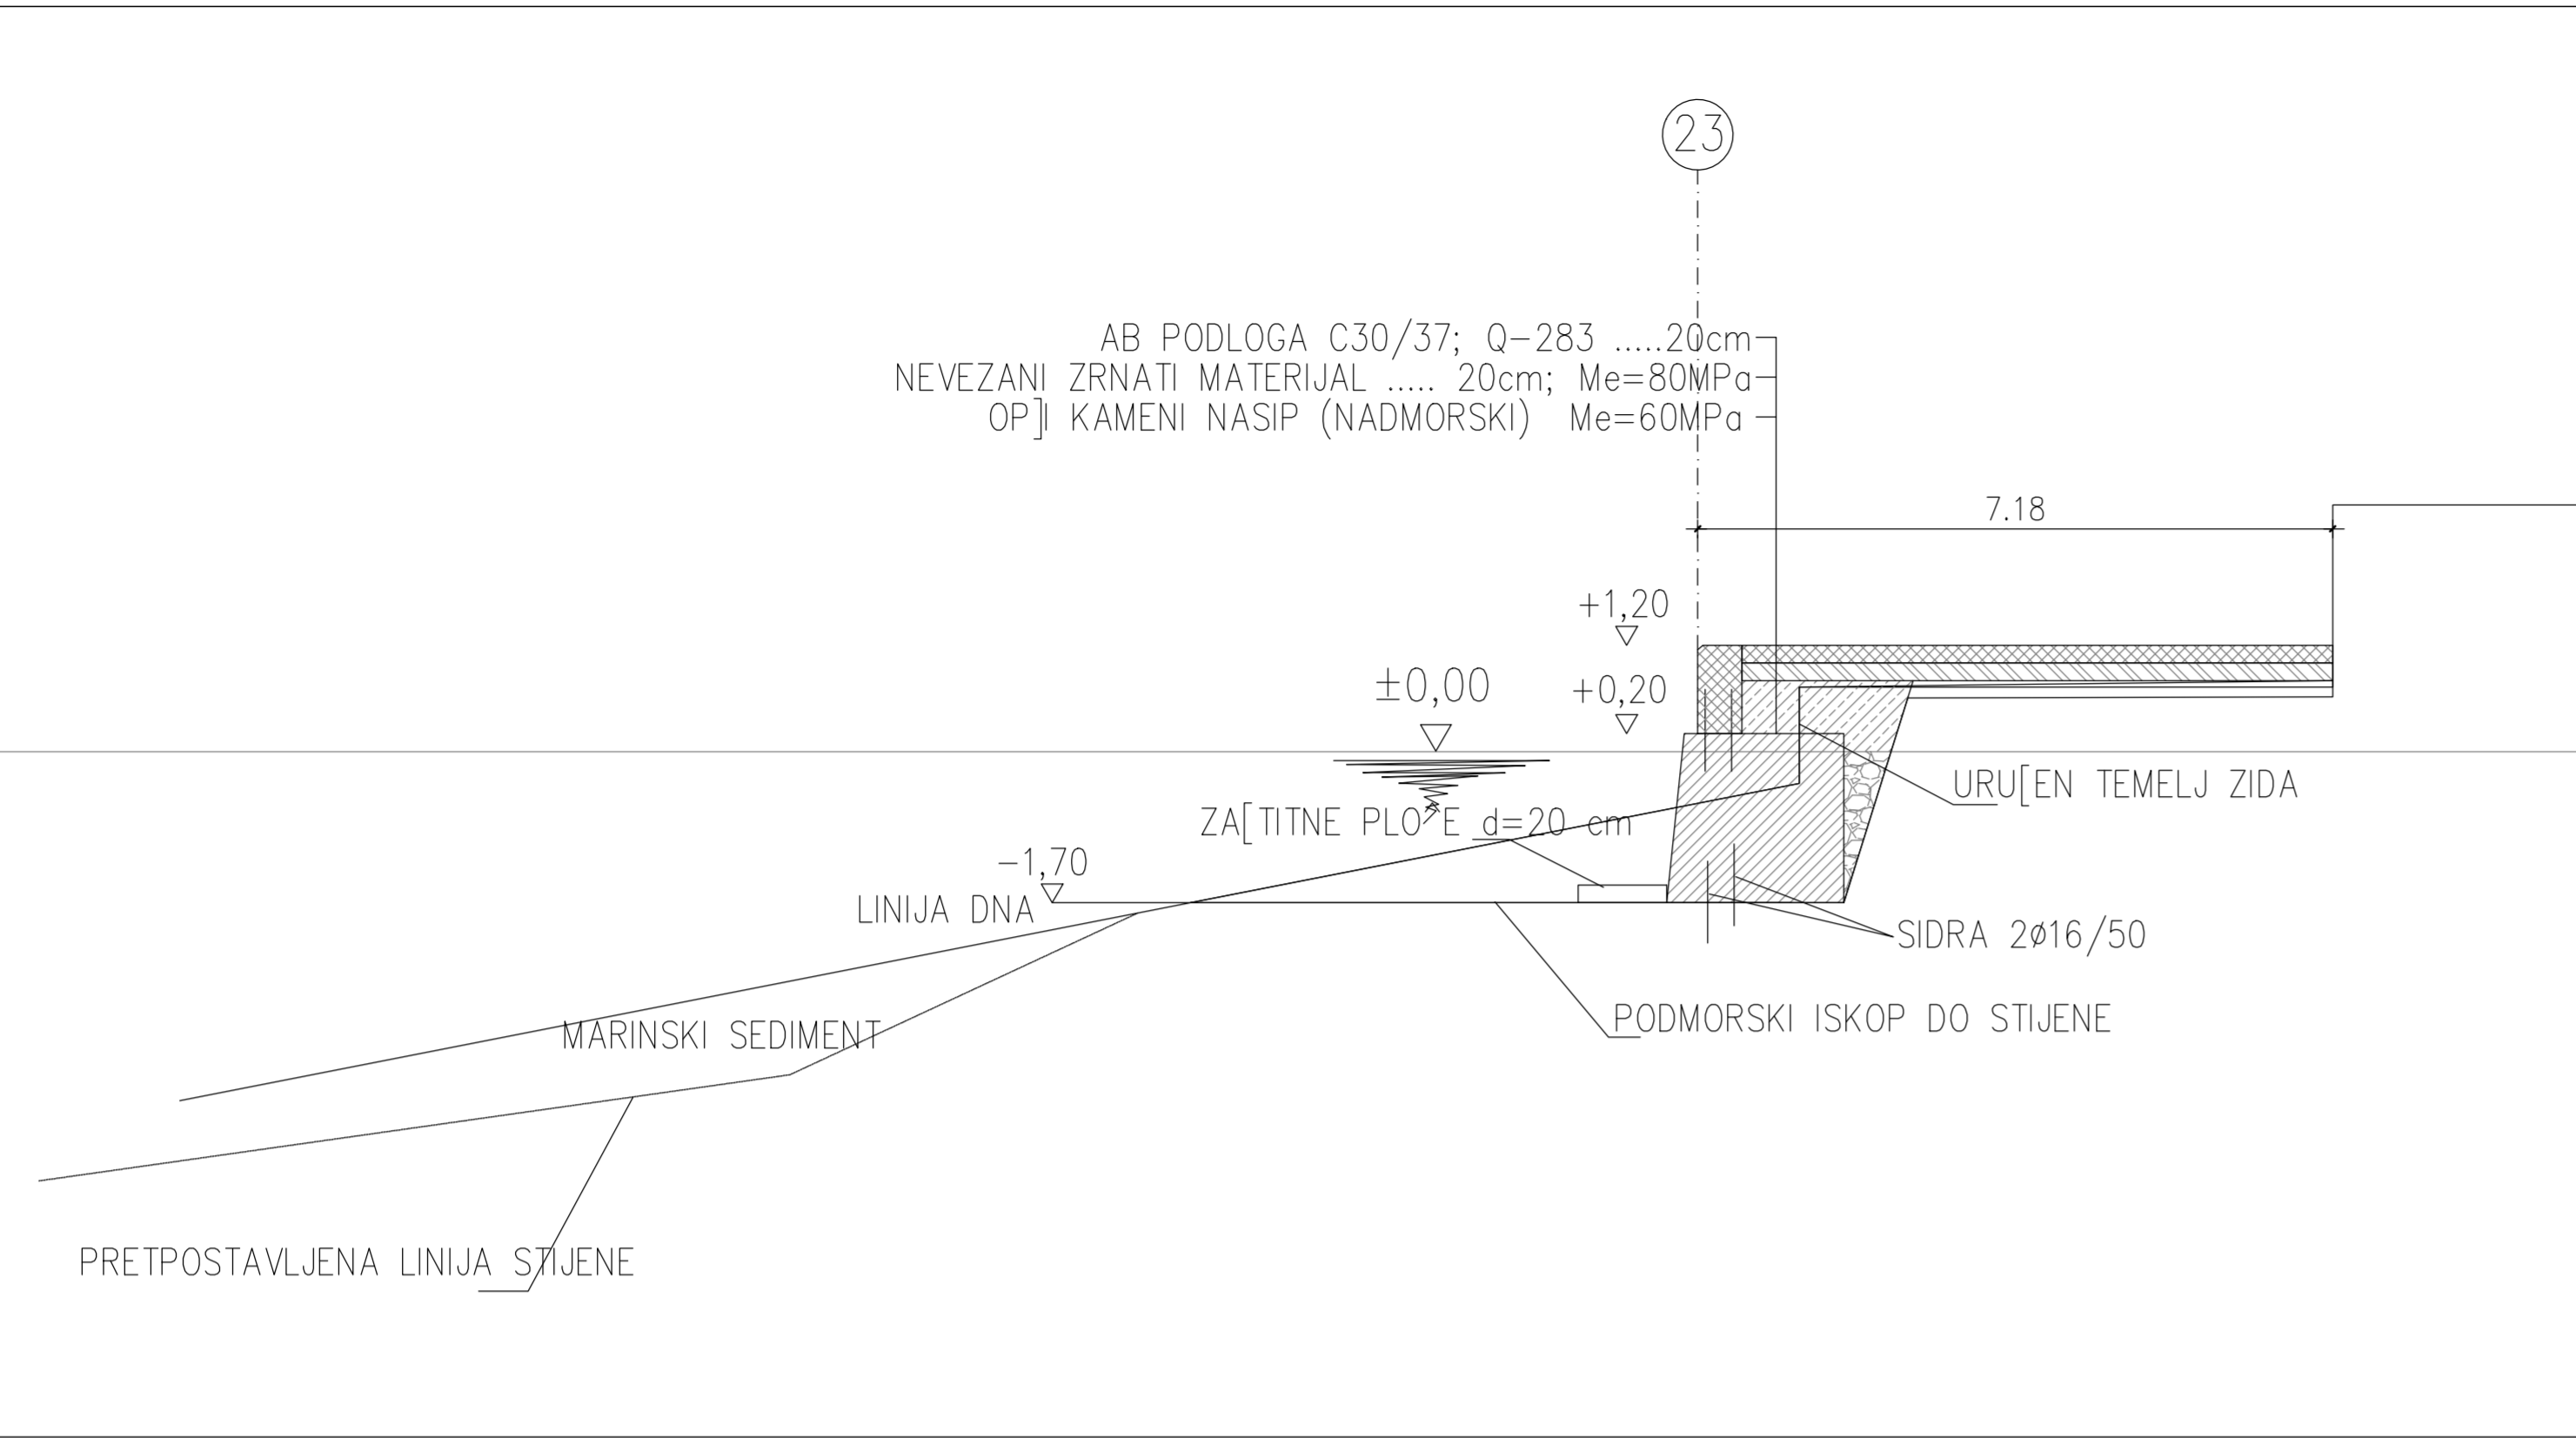 23
AB PODLOGA C30/37; Q-283 .....20cm
NEVEZANI ZRNATI MATERIJAL ..... 20cm; Me=80MPa
OP]I KAMENI NASIP (NADMORSKI) Me=60MPa
7.18
+1,20
±0,00
+0,20
URU[EN TEMELJ ZIDA
ZA[TITNE PLO^E d=20 cm
-1,70
LINIJA DNA
SIDRA 2ø16/50
PODMORSKI ISKOP DO STIJENE
MARINSKI SEDIMENT
PRETPOSTAVLJENA LINIJA STIJENE